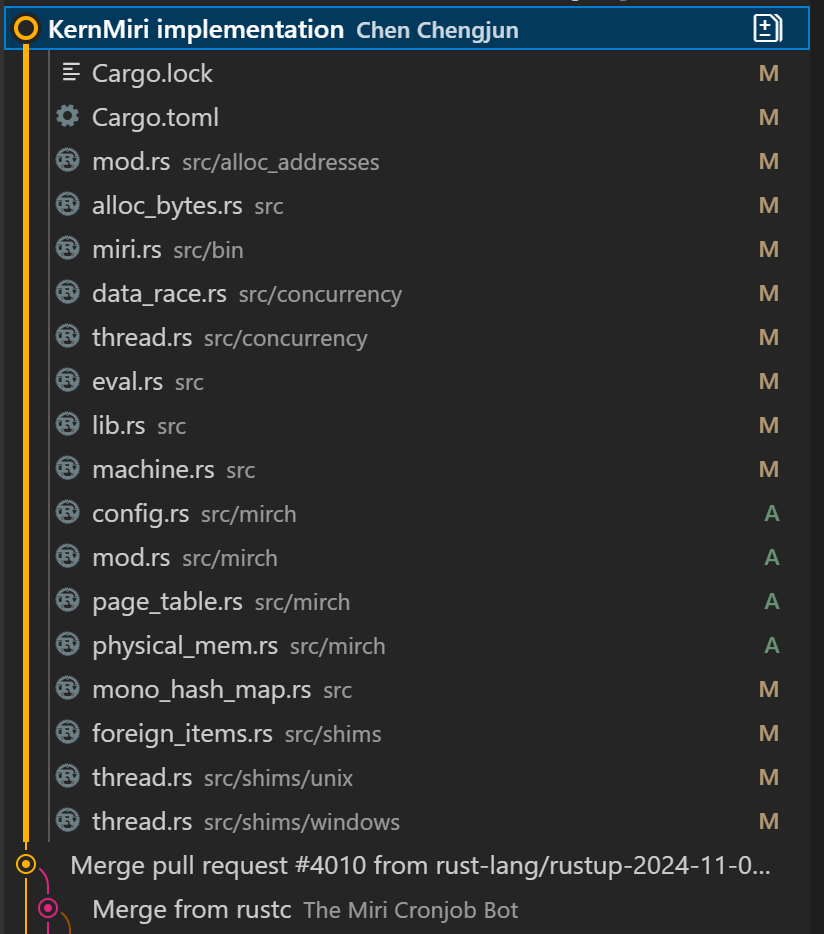 KernMiri implementation Chen Chengjun
Cargo.lock M
Cargo.toml M
mod.rs src/alloc_addresses M
alloc_bytes.rs src M
miri.rs src/bin M
data_race.rs src/concurrency M
thread.rs src/concurrency M
eval.rs src M
lib.rs src M
machine.rs src M
config.rs src/mirch A
mod.rs src/mirch A
page_table.rs src/mirch A
physical_mem.rs src/mirch A
mono_hash_map.rs src M
foreign_items.rs src/shims M
thread.rs src/shims/unix M
thread.rs src/shims/windows M
Merge pull request #4010 from rust-lang/rustup-2024-11-0...
Merge from rustc The Miri Cronjob Bot